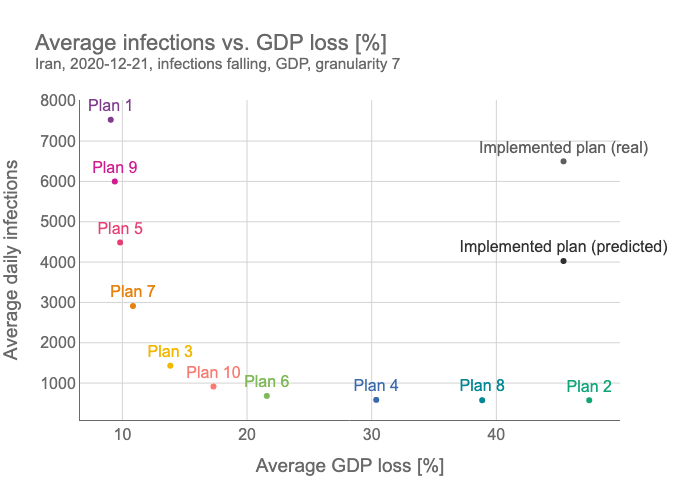 Average infections vs. GDP loss [%]
Iran, 2020-12-21, infections falling, GDP, granularity 7
8000
Plan 1
7000
Implemented plan (real)
Plan 9
6000
Plan 5
5000
Implemented plan (predicted)
4000
Plan 7
3000
2000
Plan 3
Plan 10
Plan 6
Plan 4
Plan 8
Plan 2
1000
10 20 30 40
Average GDP loss [%]
Average daily infections